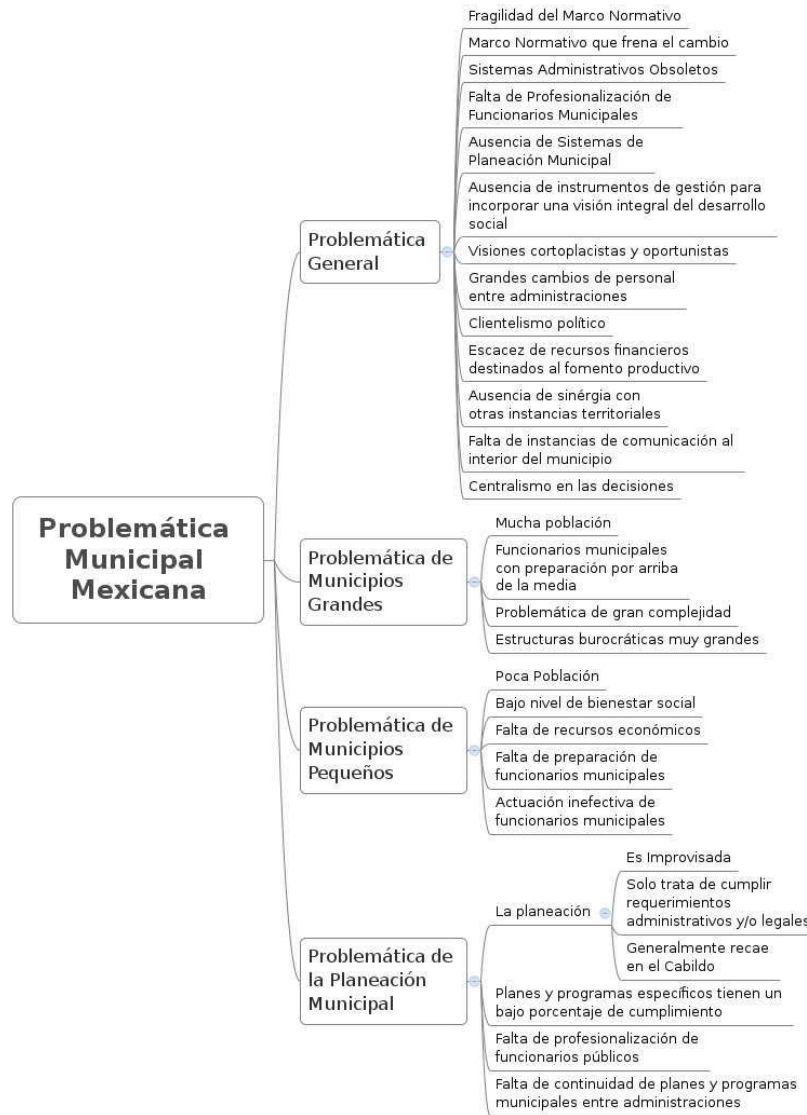 Problemática
Municipal
Mexicana
Problemática
General
Fragilidad del Marco Normativo
Marco Normativo que frena el cambio
Sistemas Administrativos Obsoletos
Falta de Profesionalización de
Funcionarios Municipales
Ausencia de Sistemas de
Planeación Municipal
Ausencia de instrumentos de gestión para
incorporar una visión integral del desarrollo
social
Visiones cortoplacistas y oportunistas
Grandes cambios de personal
entre administraciones
Clientelismo político
Escacez de recursos financieros
destinados al fomento productivo
Ausencia de sinérgia con
otras instancias territoriales
Falta de instancias de comunicación al
interior del municipio
Centralismo en las decisiones
Problemática de
Municipios
Grandes
Mucha población
Funcionarios municipales
con preparación por arriba
de la media
Problemática de gran complejidad
Estructuras burocráticas muy grandes
Problemática de
Municipios
Pequeños
Poca Población
Bajo nivel de bienestar social
Falta de recursos económicos
Falta de preparación de
funcionarios municipales
Actuación inefectiva de
funcionarios municipales
Problemática de
la Planeación
Municipal
La planeación
Es Improvisada
Solo trata de cumplir
requerimientos
administrativos y/o legales
Generalmente recae
en el Cabildo
Planes y programas específicos tienen un
bajo porcentaje de cumplimiento
Falta de profesionalización de
funcionarios públicos
Falta de continuidad de planes y programas
municipales entre administraciones